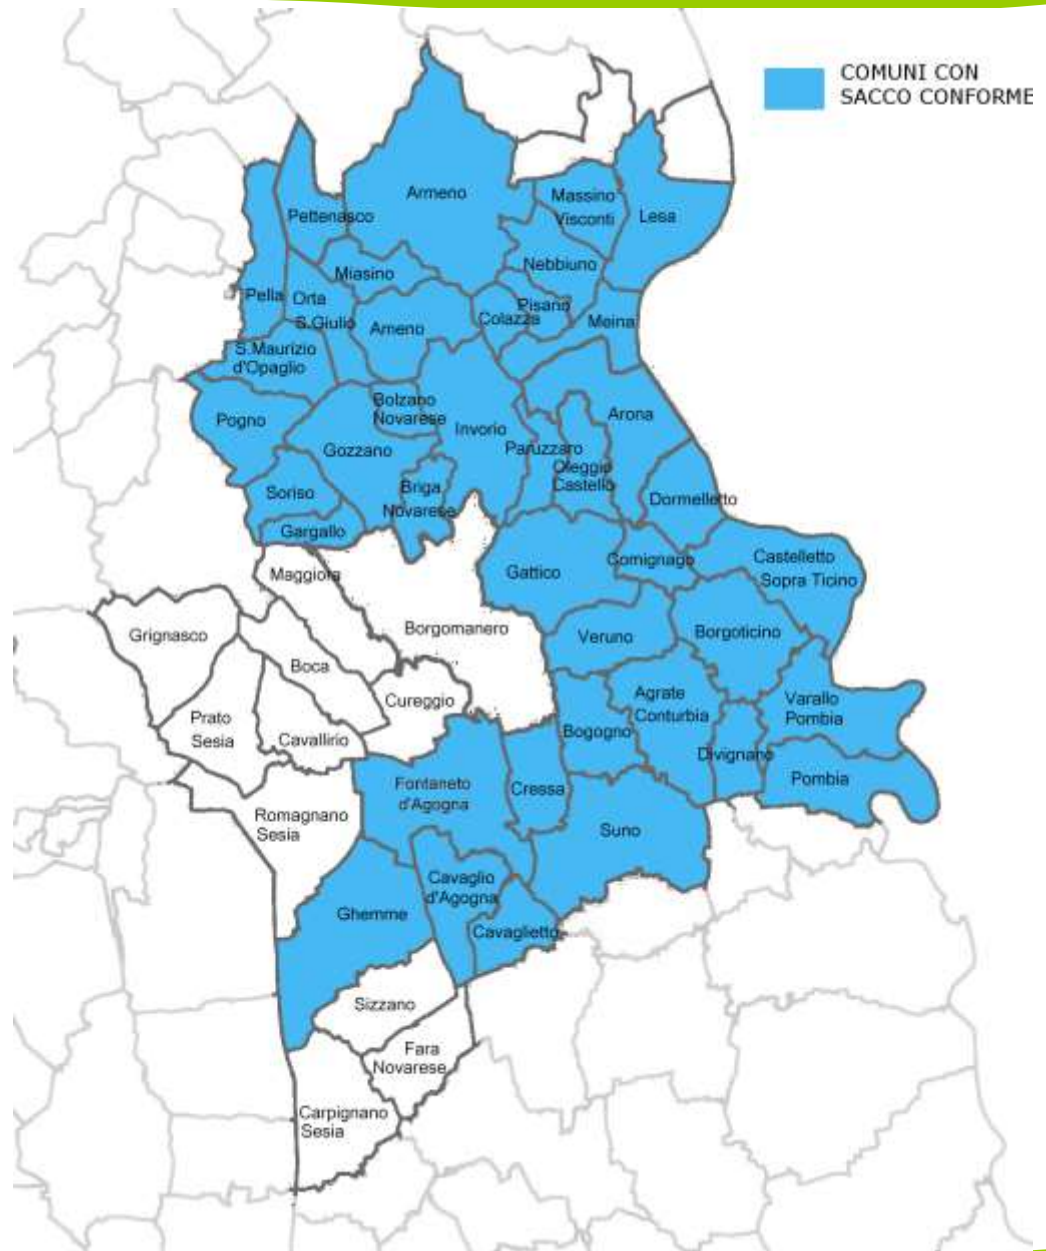 COMUNI CON
SACCO CONFORME
Armeno
Massino
Visconti
Lesa
Pettenasco
Nebbiuno
Miasino
Pella
Orta
S.Giulio
Ameno
Colazza
Pisano
Meina
S.Maurizio
d'Opaglio
Bolzano
Novarese
Pogno
Invorio
Arona
Gozzano
Paruzzaro
Oleggio
Castello
Soriso
Briga
Novarese
Dormelletto
Gargallo
Maggiora
Gattico
Comignago
Castelletto
Sopra Ticino
Grignasco
Borgomanero
Veruno
Borgoticino
Boca
Cureggio
Agrate
Conturbia
Varallo
Pombia
Prato
Sesia
Cavallirio
Bogogno
Divignano
Pombia
Fontaneto
d'Agogna
Cressa
Romagnano
Sesia
Suno
Cavaglio
d'Agogna
Ghemme
Cavaglietto
Sizzano
Fara
Novarese
Carpignano
Sesia